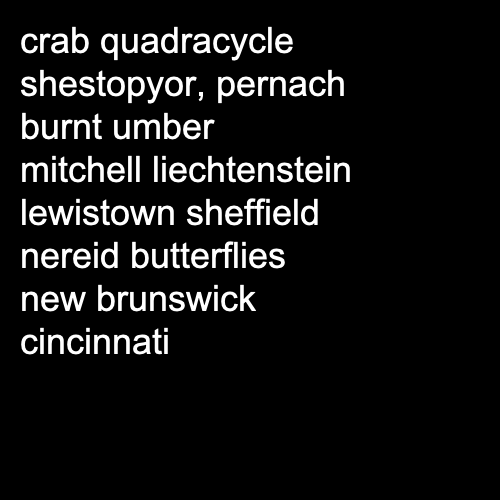 crab quadracycle
shestopyor, pernach
burnt umber
mitchell liechtenstein
lewistown sheffield
nereid butterflies
new brunswick
cincinnati